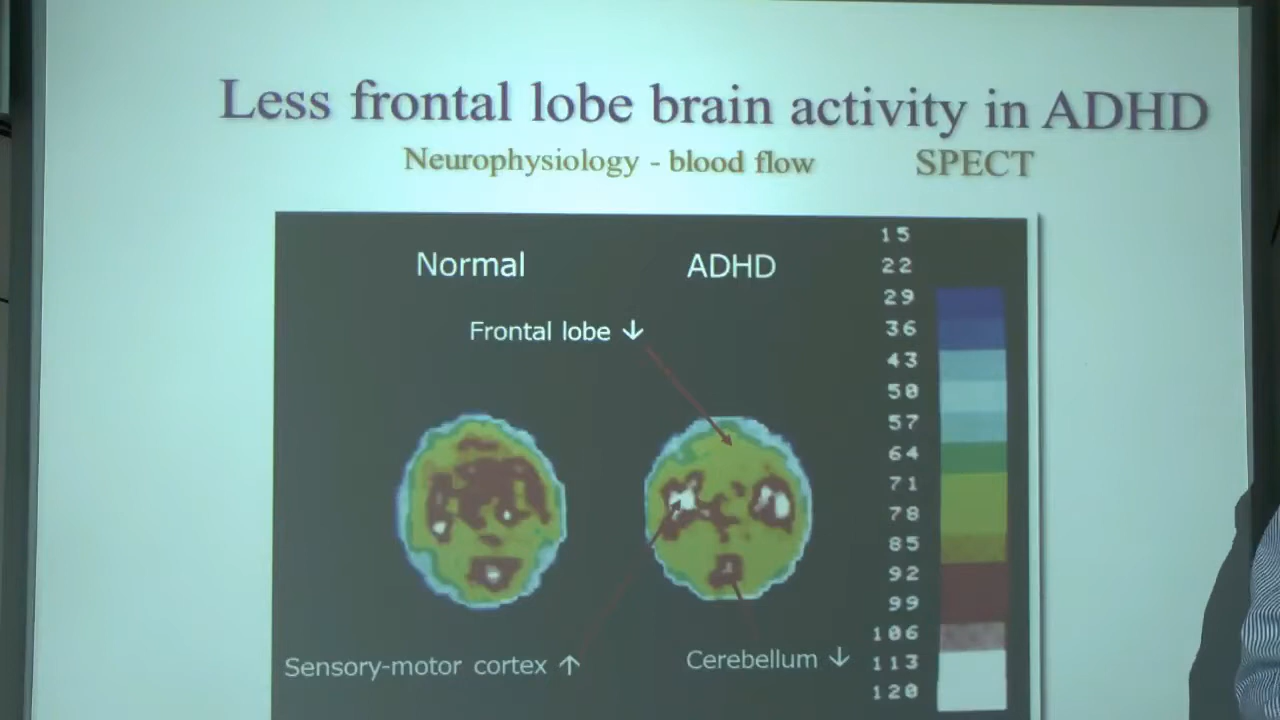 Less frontal lobe brain activity in ADHD
Neurophysiology - blood flow SPECT
Normal ADHD
Frontal lobe ↓
Sensory-motor cortex ↑
Cerebellum ↓
15
22
29
36
43
50
57
64
71
78
85
92
99
106
113
120